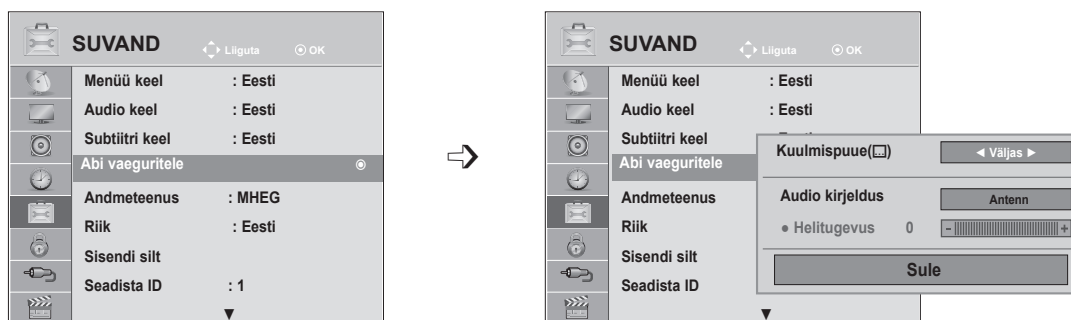 SUVAND Liiguta OK
Menüü keel : Eesti
Audio keel : Eesti
Subtiitri keel : Eesti
Abi vaeguritele
Andmeteenus : MHEG
Riik : Eesti
Sisendi silt
Seadista ID : 1
▼
SUVAND Liiguta OK
Menüü keel : Eesti
Audio keel : Eesti
Subtiitri keel
Abi vaeguritele
Andmeteenus
Riik
Sisendi silt
Seadista ID
▼
Kuulmispuue(...) ◄ Väljas ►
Audio kirjeldus Antenn
• Helitugevus 0 - +
Sule